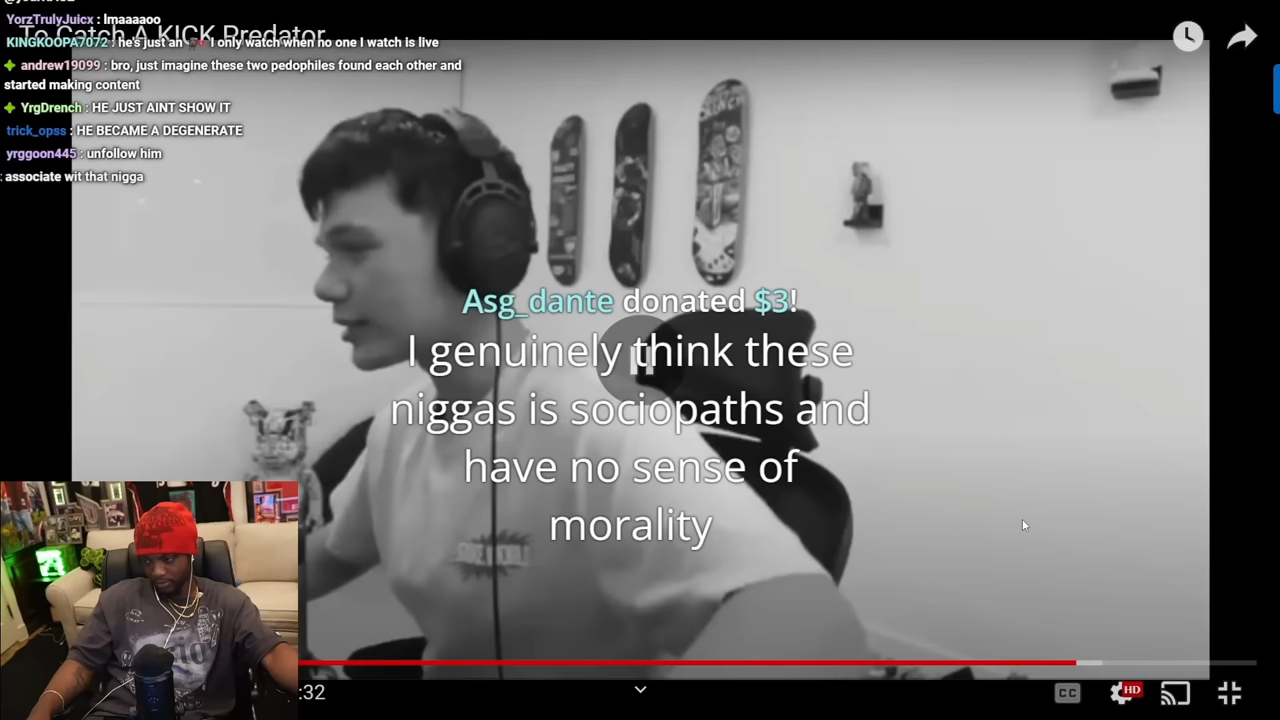 To Catch A KICK Predator
YorzTrulyJuicx : lmaaaaoo
KINGKOOPA7072 : he's just an I only watch when no one I watch is live
andrew19099 : bro, just imagine these two pedophiles found each other and
started making content
YrgDrench : HE JUST AINT SHOW IT
trick_opss : HE BECAME A DEGENERATE
yrggoon445 : unfollow him
: associate wit that nigga
Asg_dante donated $3!
I genuinely think these
niggas is sociopaths and
have no sense of
morality
:32
CC
HD